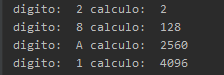 digito:  2 calculo:  2
digito:  8 calculo:  128
digito:  A calculo:  2560
digito:  1 calculo:  4096